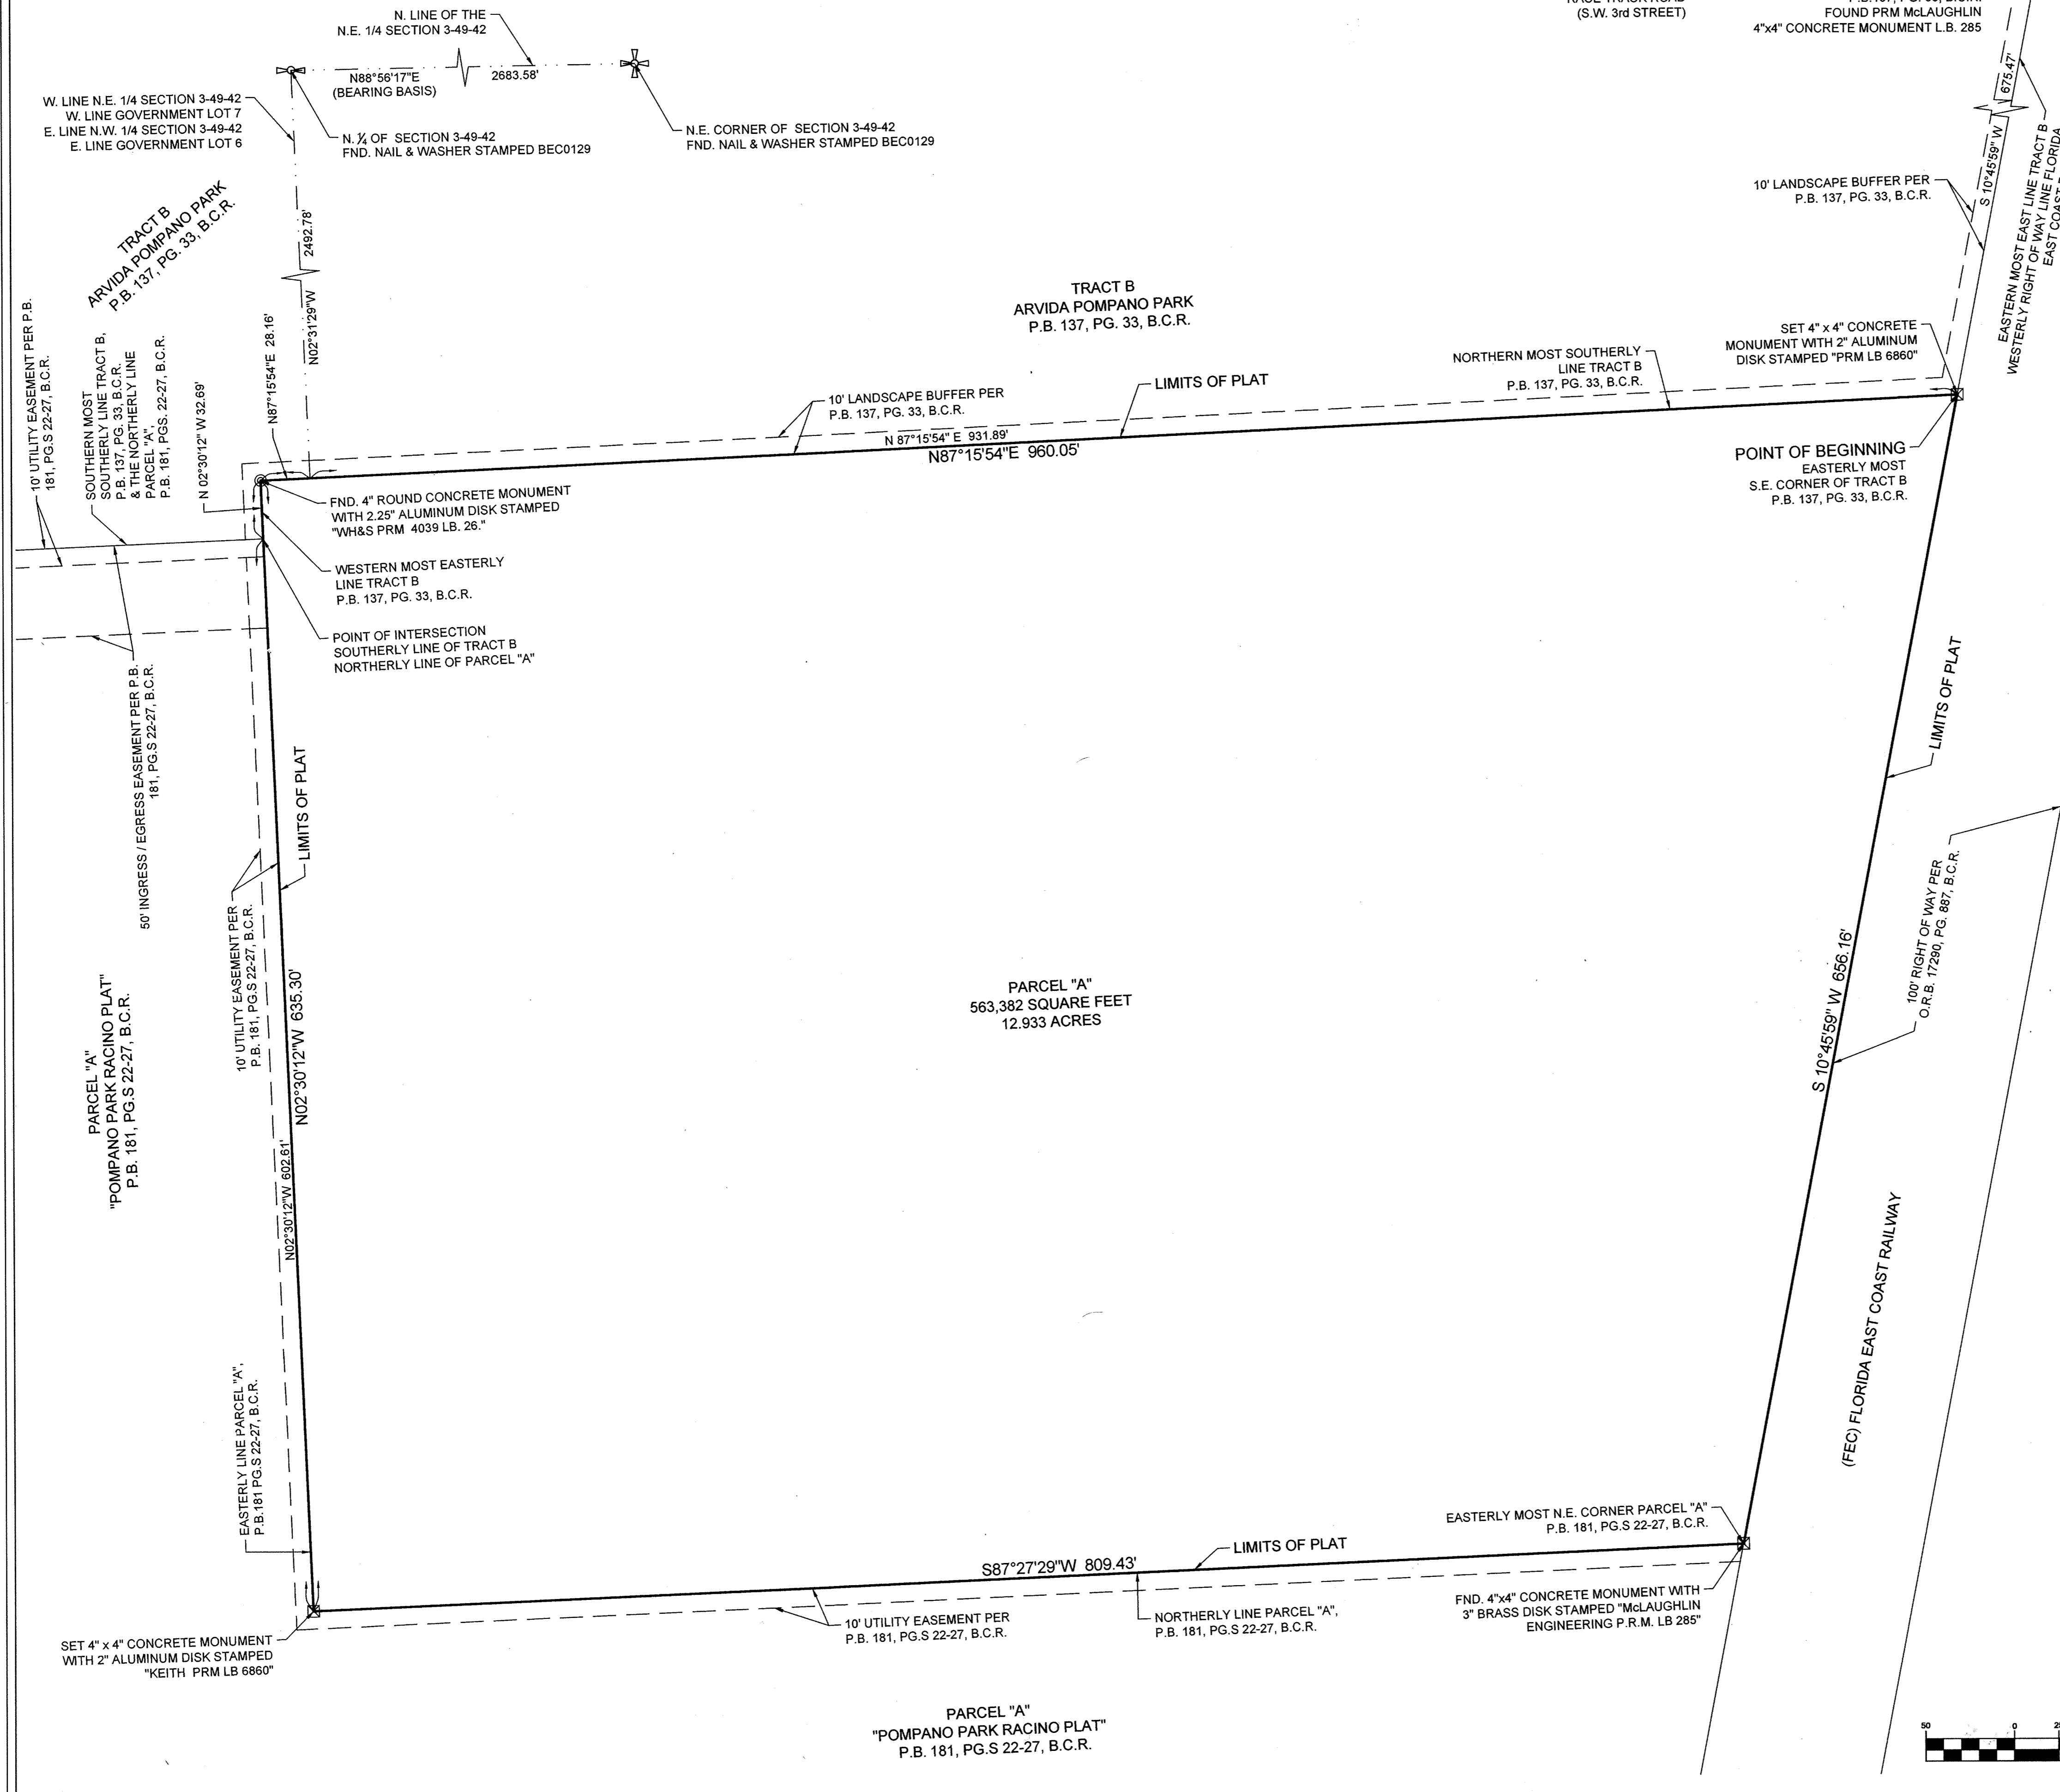 N. LINE OF THE
N.E. 1/4 SECTION 3-49-42
(S.W. 3rd STREET)
FOUND PRM McLAUGHLIN
4"x4" CONCRETE MONUMENT L.B. 285
N88°56'17"E
(BEARING BASIS)
2683.58'
W. LINE N.E. 1/4 SECTION 3-49-42
W. LINE GOVERNMENT LOT 7
E. LINE N.W. 1/4 SECTION 3-49-42
E. LINE GOVERNMENT LOT 6
N. 1/4 OF SECTION 3-49-42
FND. NAIL & WASHER STAMPED BEC0129
N.E. CORNER OF SECTION 3-49-42
FND. NAIL & WASHER STAMPED BEC0129
675.47'
S 10°45'59" W
10' LANDSCAPE BUFFER PER
P.B. 137, PG. 33, B.C.R.
EASTERN MOST EAST LINE TRACT B
WESTERLY RIGHT OF WAY LINE FLORIDA
EAST COAST
TRACT B
ARVIDA POMPANO PARK
P.B. 137, PG. 33, B.C.R.
2492.78'
N02°31'29"W
TRACT B
ARVIDA POMPANO PARK
P.B. 137, PG. 33, B.C.R.
10' UTILITY EASEMENT PER P.B.
181, PG.S 22-27, B.C.R.
SOUTHERN MOST
SOUTHERLY LINE TRACT B,
P.B. 137, PG. 33, B.C.R.
& THE NORTHERLY LINE
PARCEL "A",
P.B. 181, PGS. 22-27, B.C.R.
N 02°30'12" W 32.69'
N87°15'54"E 28.16'
SET 4" x 4" CONCRETE
MONUMENT WITH 2" ALUMINUM
DISK STAMPED "PRM LB 6860"
NORTHERN MOST SOUTHERLY
LINE TRACT B
P.B. 137, PG. 33, B.C.R.
LIMITS OF PLAT
10' LANDSCAPE BUFFER PER
P.B. 137, PG. 33, B.C.R.
N 87°15'54" E 931.89'
N87°15'54"E 960.05'
POINT OF BEGINNING
EASTERLY MOST
S.E. CORNER OF TRACT B
P.B. 137, PG. 33, B.C.R.
FND. 4" ROUND CONCRETE MONUMENT
WITH 2.25" ALUMINUM DISK STAMPED
"WH&S PRM 4039 LB. 26."
WESTERN MOST EASTERLY
LINE TRACT B
P.B. 137, PG. 33, B.C.R.
POINT OF INTERSECTION
SOUTHERLY LINE OF TRACT B
NORTHERLY LINE OF PARCEL "A"
50' INGRESS / EGRESS EASEMENT PER P.B.
181, PG.S 22-27, B.C.R.
LIMITS OF PLAT
LIMITS OF PLAT
10' UTILITY EASEMENT PER
P.B. 181, PG.S 22-27, B.C.R.
100' RIGHT OF WAY PER
O.R.B. 17290, PG. 887, B.C.R.
S 10°45'59" W 656.16'
PARCEL "A"
"POMPANO PARK RACINO PLAT"
P.B. 181, PG.S 22-27, B.C.R.
N02°30'12"W 635.30'
N02°30'12"W 602.61'
PARCEL "A"
563,382 SQUARE FEET
12.933 ACRES
(FEC) FLORIDA EAST COAST RAILWAY
EASTERLY LINE PARCEL "A",
P.B.181 PG.S 22-27, B.C.R.
EASTERLY MOST N.E. CORNER PARCEL "A"
P.B. 181, PG.S 22-27, B.C.R.
LIMITS OF PLAT
S87°27'29"W 809.43'
FND. 4"x4" CONCRETE MONUMENT WITH
3" BRASS DISK STAMPED "McLAUGHLIN
ENGINEERING P.R.M. LB 285"
10' UTILITY EASEMENT PER
P.B. 181, PG.S 22-27, B.C.R.
NORTHERLY LINE PARCEL "A",
P.B. 181, PG.S 22-27, B.C.R.
SET 4" x 4" CONCRETE MONUMENT
WITH 2" ALUMINUM DISK STAMPED
"KEITH PRM LB 6860"
PARCEL "A"
"POMPANO PARK RACINO PLAT"
P.B. 181, PG.S 22-27, B.C.R.
50 0